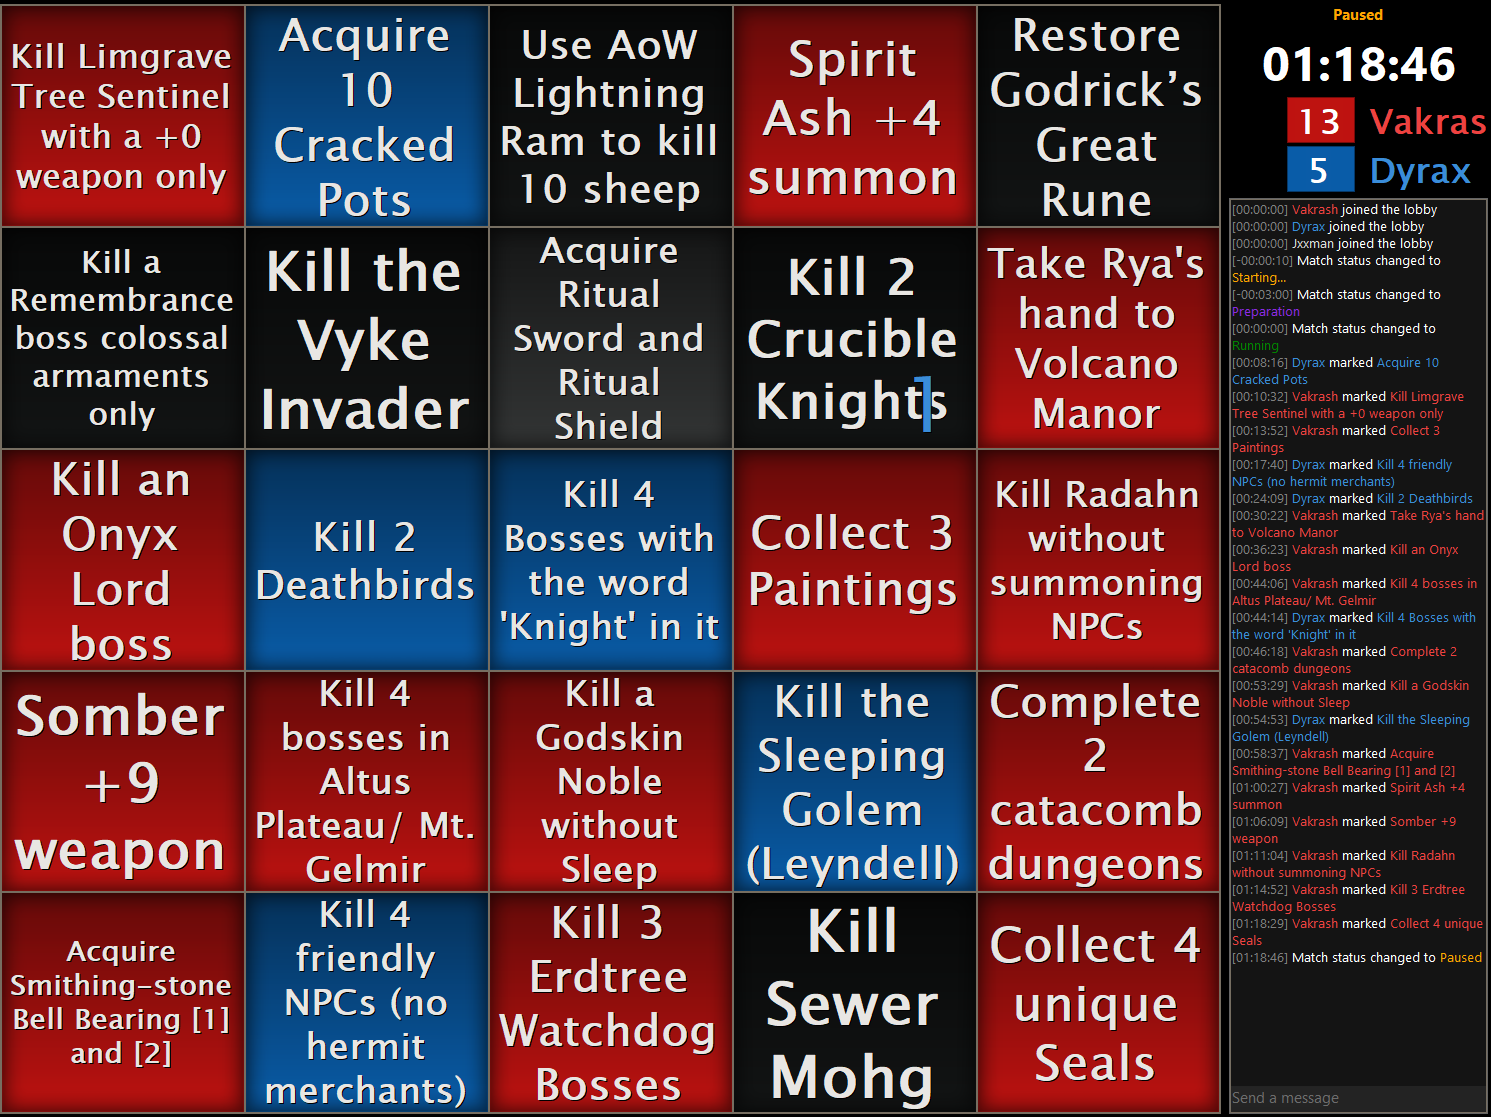 Kill Limgrave
Tree Sentinel
with a +0
weapon only
Acquire
10
Cracked
Pots
Use AoW
Lightning
Ram to kill
10 sheep
Spirit
Ash +4
summon
Restore
Godrick's
Great
Rune
Kill a
Remembrance
boss colossal
armaments
only
Kill the
Vyke
Invader
Acquire
Ritual
Sword and
Ritual
Shield
Kill 2
Crucible
Knights
1
Take Rya's
hand to
Volcano
Manor
Kill an
Onyx
Lord
boss
Kill 2
Deathbirds
Kill 4
Bosses with
the word
'Knight' in it
Collect 3
Paintings
Kill Radahn
without
summoning
NPCs
Somber
+9
weapon
Kill 4
bosses in
Altus
Plateau/ Mt.
Gelmir
Kill a
Godskin
Noble
without
Sleep
Kill the
Sleeping
Golem
(Leyndell)
Complete
2
catacomb
dungeons
Acquire
Smithing-stone
Bell Bearing [1]
and [2]
Kill 4
friendly
NPCs (no
hermit
merchants)
Kill 3
Erdtree
Watchdog
Bosses
Kill
Sewer
Mohg
Collect 4
unique
Seals
Paused
01:18:46
13 Vakras
5 Dyrax
[00:00:00] Vakrash joined the lobby
[00:00:00] Dyrax joined the lobby
[00:00:00] Jxxman joined the lobby
[-00:00:10] Match status changed to
Starting...
[-00:03:00] Match status changed to
Preparation
[00:00:00] Match status changed to
Running
[00:08:16] Dyrax marked Acquire 10
Cracked Pots
[00:10:32] Vakrash marked Kill Limgrave
Tree Sentinel with a +0 weapon only
[00:13:52] Vakrash marked Collect 3
Paintings
[00:17:40] Dyrax marked Kill 4 friendly
NPCs (no hermit merchants)
[00:24:09] Dyrax marked Kill 2 Deathbirds
[00:30:22] Vakrash marked Take Rya's hand
to Volcano Manor
[00:36:23] Vakrash marked Kill an Onyx
Lord boss
[00:44:06] Vakrash marked Kill 4 bosses in
Altus Plateau/ Mt. Gelmir
[00:44:14] Dyrax marked Kill 4 Bosses with
the word 'Knight' in it
[00:46:18] Vakrash marked Complete 2
catacomb dungeons
[00:53:29] Vakrash marked Kill a Godskin
Noble without Sleep
[00:54:53] Dyrax marked Kill the Sleeping
Golem (Leyndell)
[00:58:37] Vakrash marked Acquire
Smithing-stone Bell Bearing [1] and [2]
[01:00:27] Vakrash marked Spirit Ash +4
summon
[01:06:09] Vakrash marked Somber +9
weapon
[01:11:04] Vakrash marked Kill Radahn
without summoning NPCs
[01:14:52] Vakrash marked Kill 3 Erdtree
Watchdog Bosses
[01:18:29] Vakrash marked Collect 4 unique
Seals
[01:18:46] Match status changed to Paused
Send a message